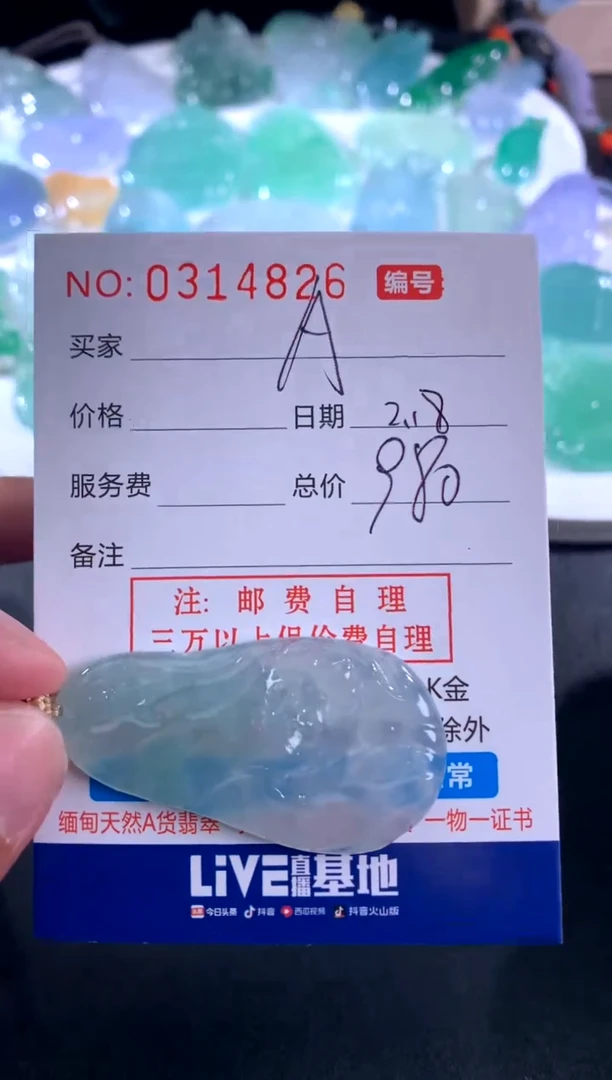 NO: 0314826 编号
买家 A
价格 日期 2.18
服务费 总价 980
备注
注: 邮费自理
三万以上保价费自理
K金
除外
常
缅甸天然A货翡翠 一物一证书
LiVE直播基地
今日头条 抖音 西瓜视频 抖音火山版